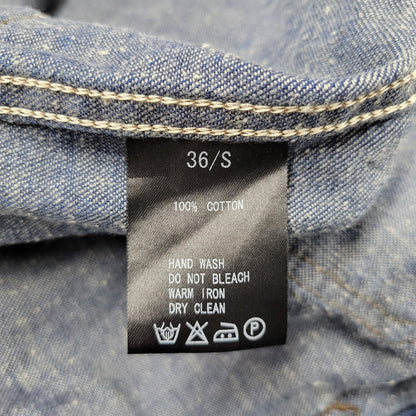 36/S
100% COTTON
HAND WASH
DO NOT BLEACH
WARM IRON
DRY CLEAN
P